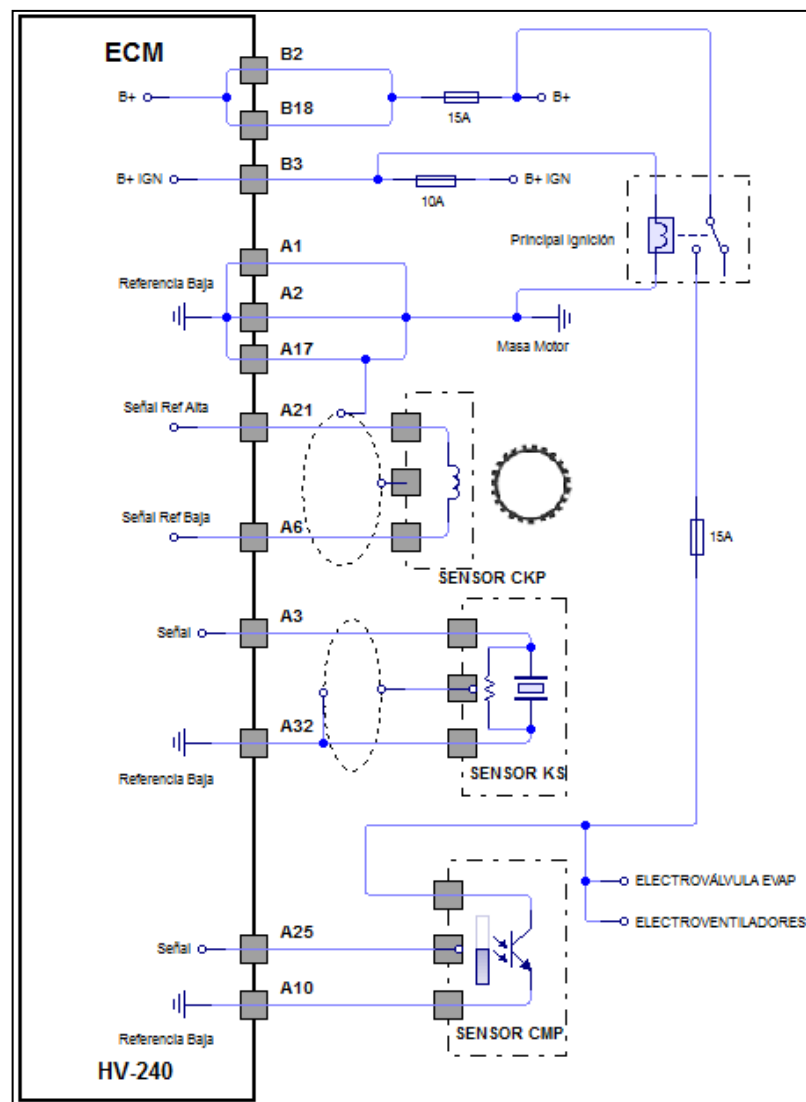 ECM
B2
B+
B18
15A
B+
B3
B+ IGN
10A
B+ IGN
Principal Ignición
A1
Referencia Baja
A2
Masa Motor
A17
Señal Ref Alta
A21
Señal Ref Baja
A6
15A
SENSOR CKP
A3
Señal
A32
Referencia Baja
SENSOR KS
ELECTROVÁLVULA EVAP
ELECTROVENTILADORES
A25
Señal
A10
Referencia Baja
SENSOR CMP
HV-240